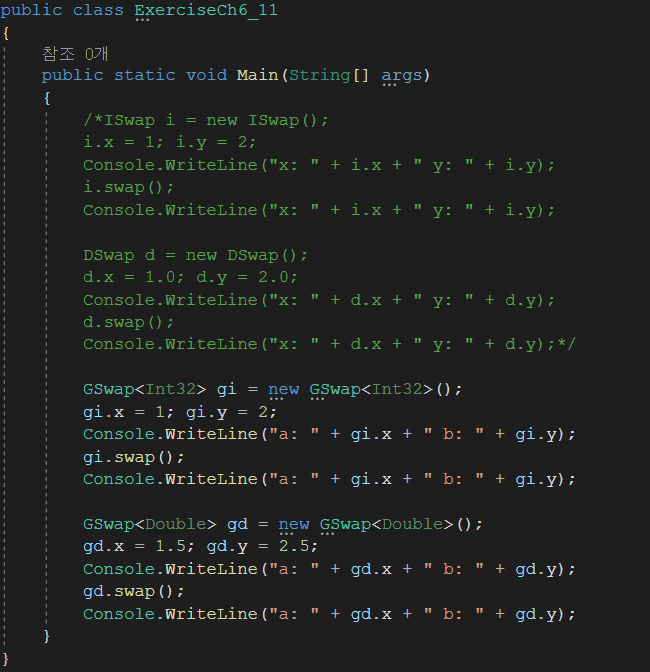 public class ExerciseCh6_11
{
참조 0개
public static void Main(String[] args)
{
/*ISwap i = new ISwap();
i.x = 1; i.y = 2;
Console.WriteLine("x: " + i.x + " y: " + i.y);
i.swap();
Console.WriteLine("x: " + i.x + " y: " + i.y);
DSwap d = new DSwap();
d.x = 1.0; d.y = 2.0;
Console.WriteLine("x: " + d.x + " y: " + d.y);
d.swap();
Console.WriteLine("x: " + d.x + " y: " + d.y);*/
GSwap<Int32> gi = new GSwap<Int32>();
gi.x = 1; gi.y = 2;
Console.WriteLine("a: " + gi.x + " b: " + gi.y);
gi.swap();
Console.WriteLine("a: " + gi.x + " b: " + gi.y);
GSwap<Double> gd = new GSwap<Double>();
gd.x = 1.5; gd.y = 2.5;
Console.WriteLine("a: " + gd.x + " b: " + gd.y);
gd.swap();
Console.WriteLine("a: " + gd.x + " b: " + gd.y);
}
}